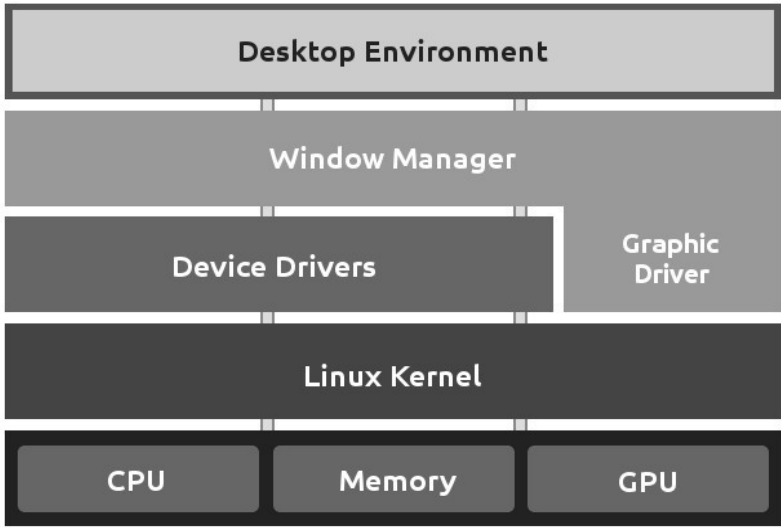 Desktop Environment
Window Manager
Graphic
Driver
Device Drivers
Linux Kernel
CPU
Memory
GPU